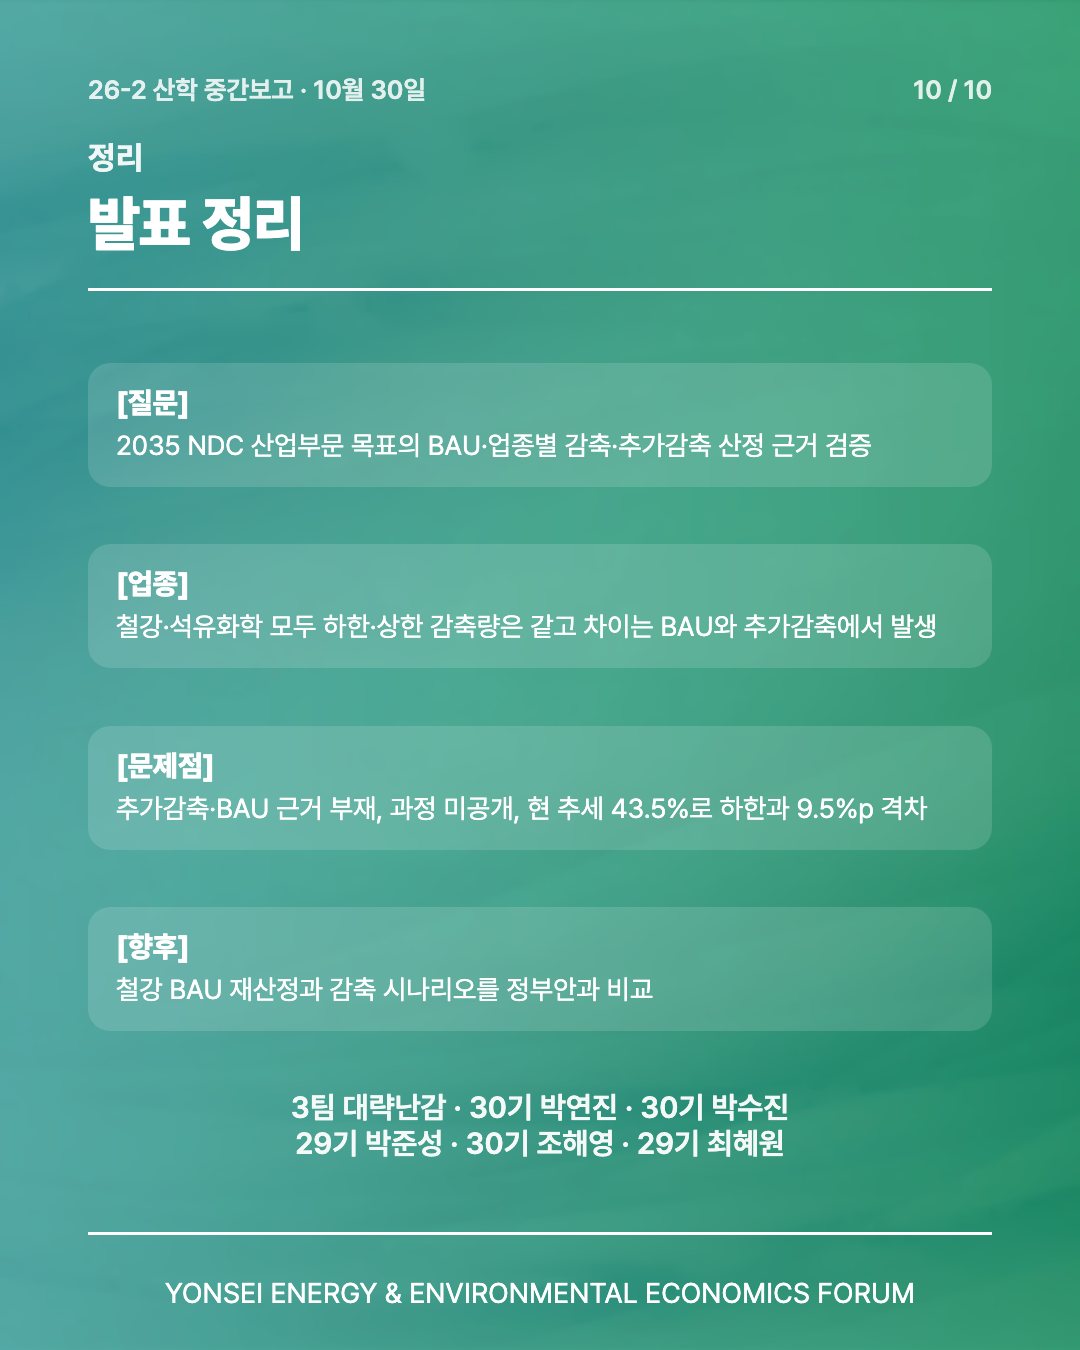 26-2 산학 중간보고 · 10월 30일
10 / 10
정리
발표 정리
[질문]
2035 NDC 산업부문 목표의 BAU·업종별 감축·추가감축 산정 근거 검증
[업종]
철강·석유화학 모두 하한·상한 감축량은 같고 차이는 BAU와 추가감축에서 발생
[문제점]
추가감축·BAU 근거 부재, 과정 미공개, 현 추세 43.5%로 하한과 9.5%p 격차
[향후]
철강 BAU 재산정과 감축 시나리오를 정부안과 비교
3팀 대략난감 · 30기 박연진 · 30기 박수진
29기 박준성 · 30기 조해영 · 29기 최혜원
YONSEI ENERGY & ENVIRONMENTAL ECONOMICS FORUM